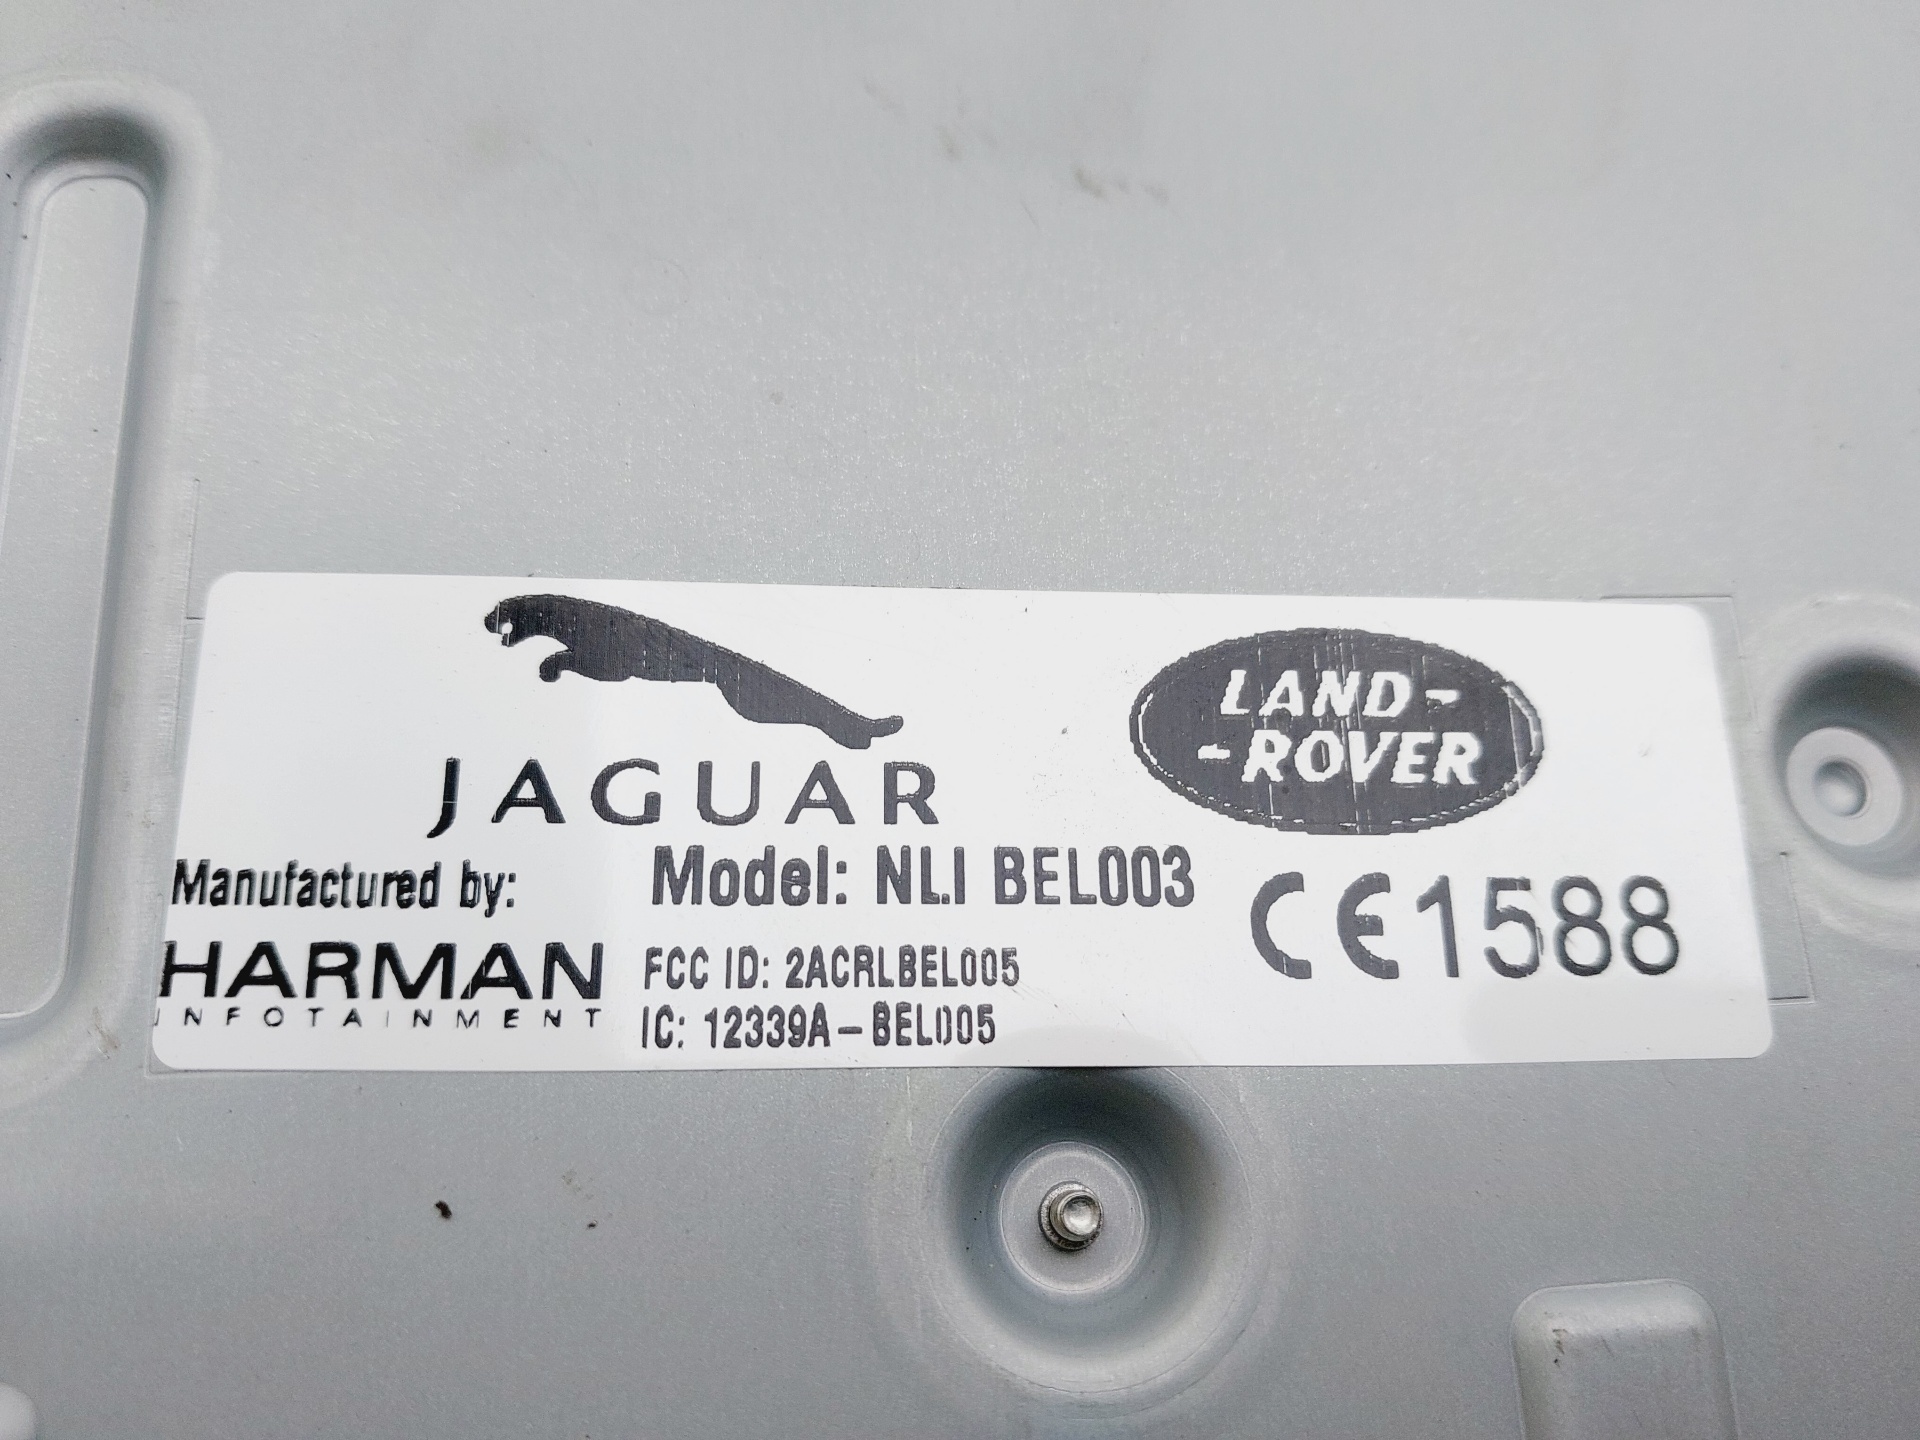 JAGUAR
LAND-
-ROVER
Manufactured by:
HARMAN
INFOTAINMENT
Model: NLI BEL003
FCC ID: 2ACRLBEL005
IC: 12339A-BEL005
CE1588